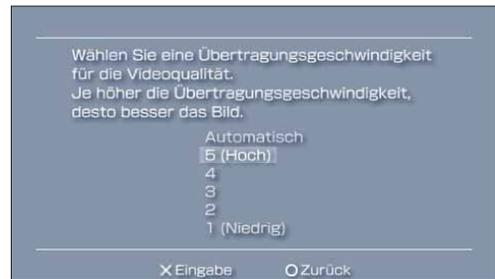 Wählen Sie eine Übertragungsgeschwindigkeit
für die Videoqualität.
Je höher die Übertragungsgeschwindigkeit,
desto besser das Bild.
Automatisch
5 (Hoch)
4
3
2
1 (Niedrig)
X Eingabe O Zurück